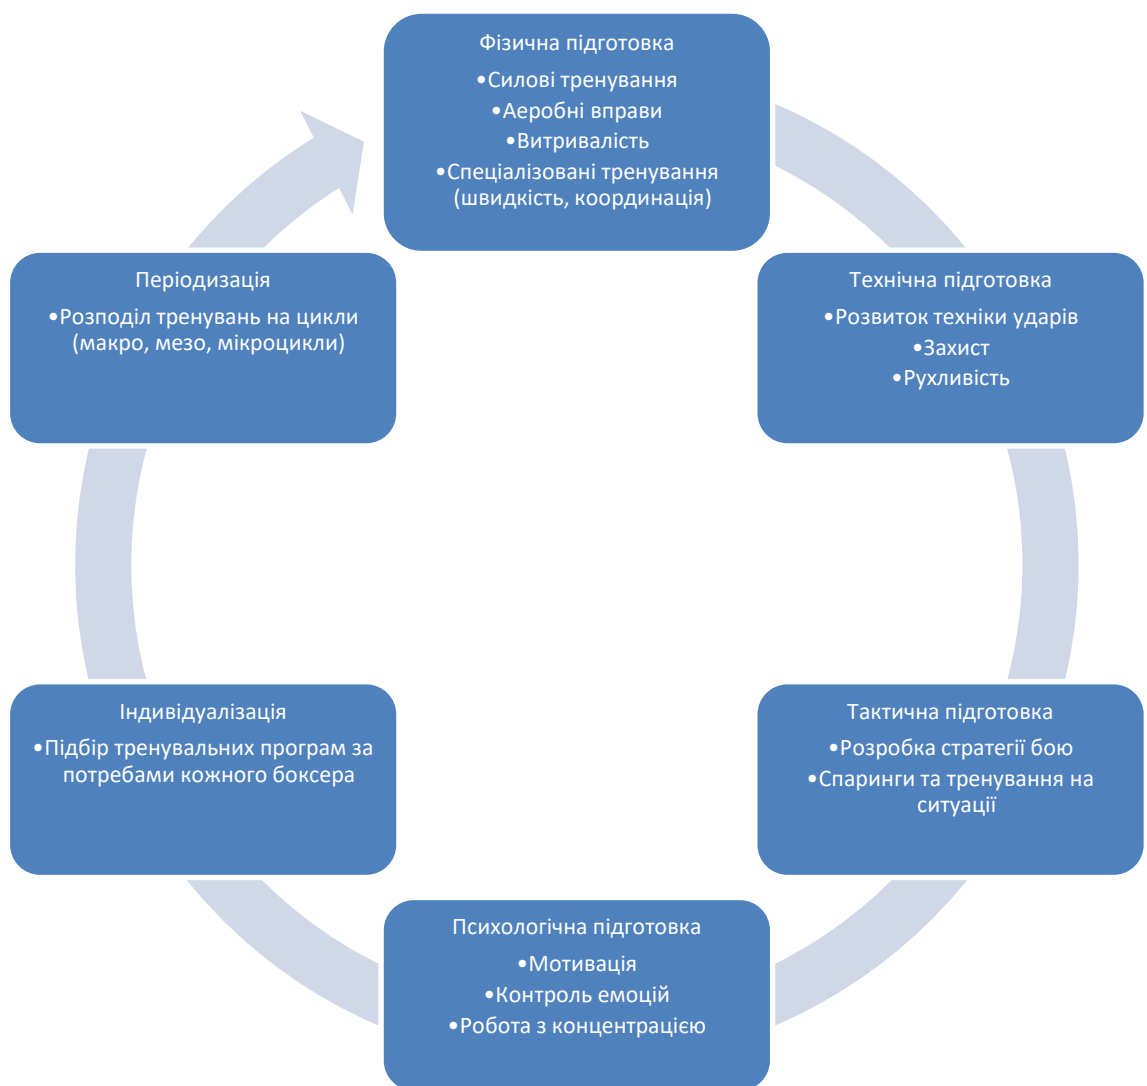 Фізична підготовка
•Силові тренування
•Аеробні вправи
•Витривалість
•Спеціалізовані тренування
(швидкість, координація)
Технічна підготовка
•Розвиток техніки ударів
•Захист
•Рухливість
Тактична підготовка
•Розробка стратегії бою
•Спаринги та тренування на
ситуації
Психологічна підготовка
•Мотивація
•Контроль емоцій
•Робота з концентрацією
Індивідуалізація
•Підбір тренувальних програм за
потребами кожного боксера
Періодизація
•Розподіл тренувань на цикли
(макро, мезо, мікроцикли)